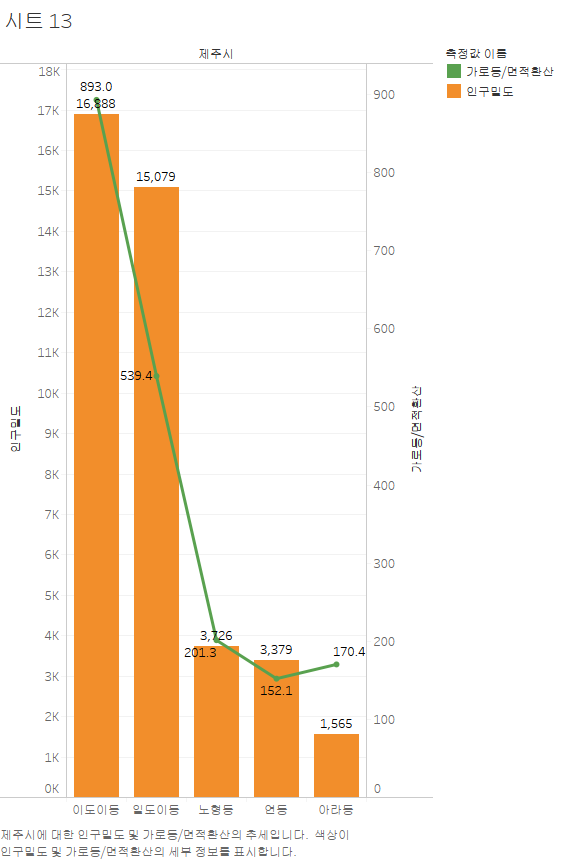 시트 13
제주시
측정값 이름
가로등/면적환산
인구밀도
18K
17K
16K
15K
14K
13K
12K
11K
10K
9K
8K
7K
6K
5K
4K
3K
2K
1K
0K
인구밀도
893.0
16,888
15,079
539.4
3,726
201.3
3,379
152.1
170.4
1,565
900
800
700
600
500
400
300
200
100
0
가로등/면적환산
이도이동 일도이동 노형동 연동 아라동
제주시에 대한 인구밀도 및 가로등/면적환산의 추세입니다. 색상이
인구밀도 및 가로등/면적환산의 세부 정보를 표시합니다.